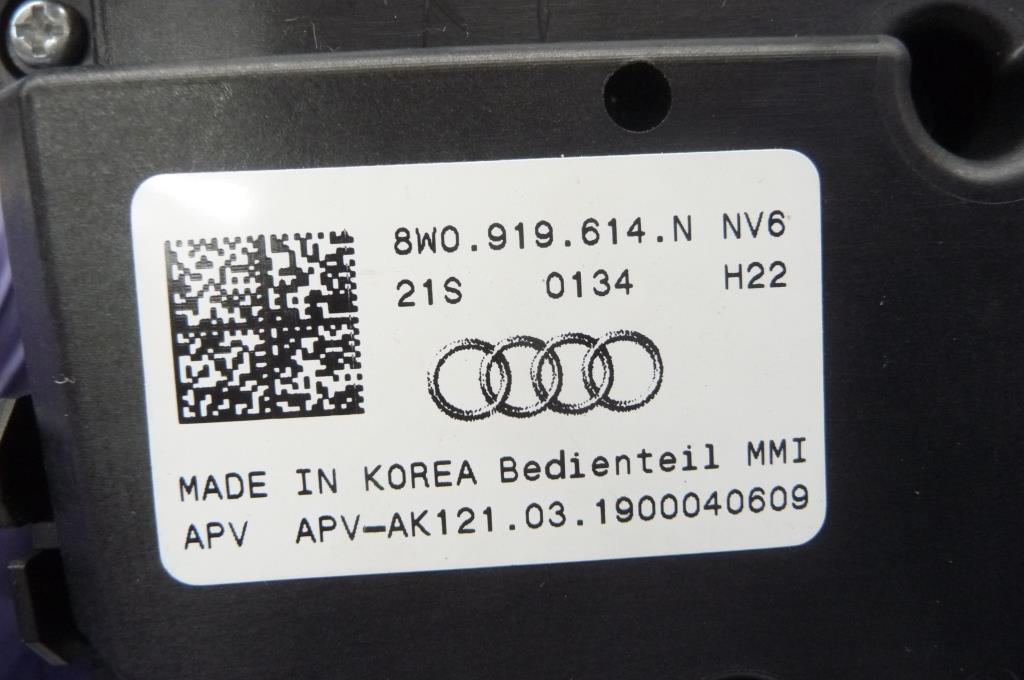 8W0.919.614.N NV6
21S 0134 H22
MADE IN KOREA Bedienteil MMI
APV APV-AK121.03.1900040609